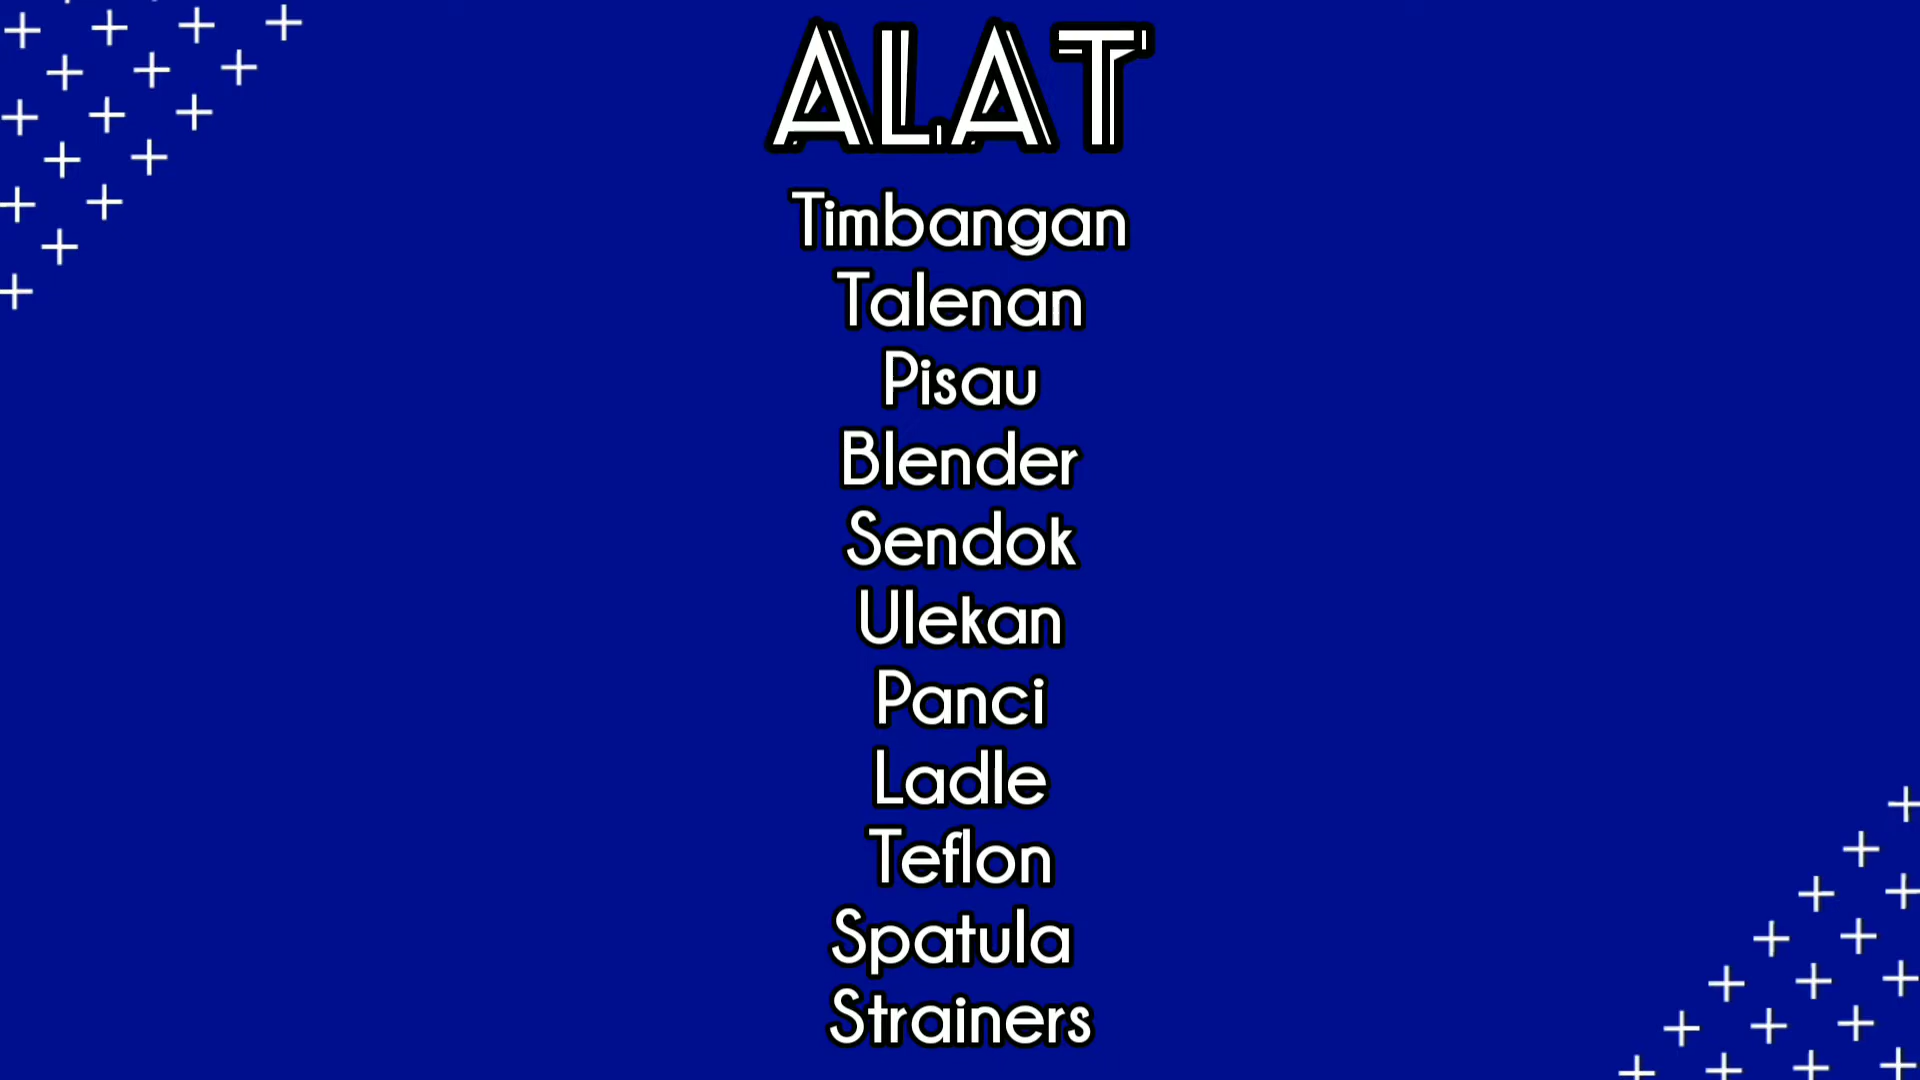 ALAT
Timbangan
Talenan
Pisau
Blender
Sendok
Ulekan
Panci
Ladle
Teflon
Spatula
Strainers